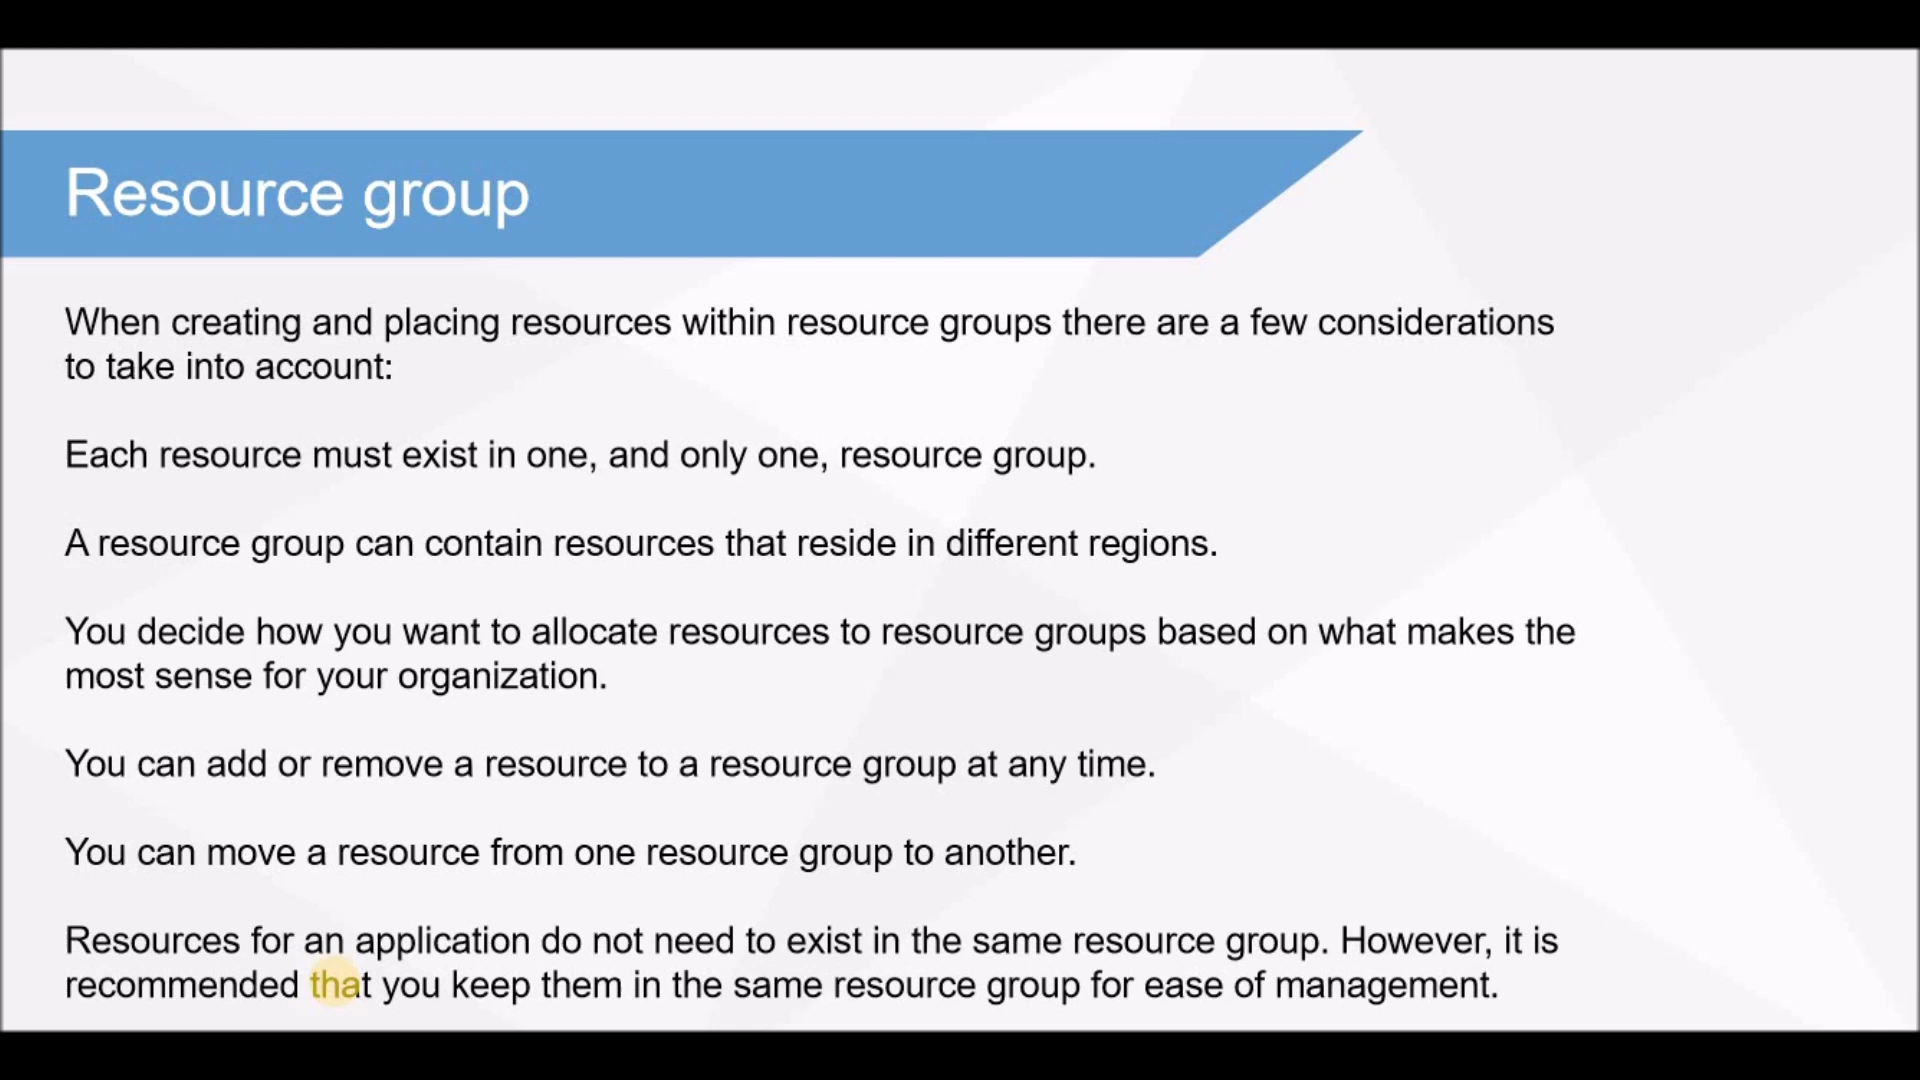 Resource group
When creating and placing resources within resource groups there are a few considerations
to take into account:
Each resource must exist in one, and only one, resource group.
A resource group can contain resources that reside in different regions.
You decide how you want to allocate resources to resource groups based on what makes the
most sense for your organization.
You can add or remove a resource to a resource group at any time.
You can move a resource from one resource group to another.
Resources for an application do not need to exist in the same resource group. However, it is
recommended that you keep them in the same resource group for ease of management.